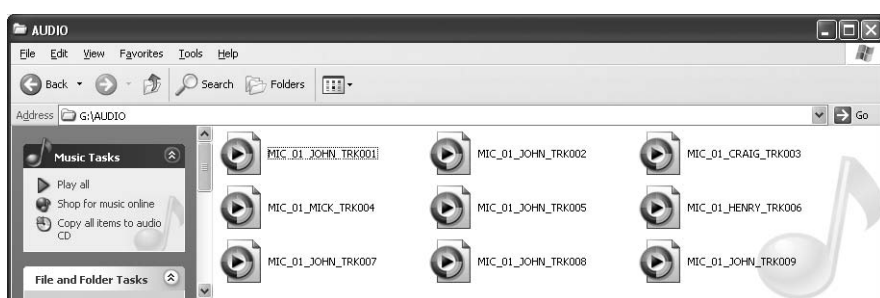 AUDIO
File Edit View Favorites Tools Help
Back Search Folders
Address G:\AUDIO Go
Music Tasks
Play all
Shop for music online
Copy all items to audio
CD
File and Folder Tasks
MIC_01_JOHN_TRK001 MIC_01_JOHN_TRK002 MIC_01_CRAIG_TRK003
MIC_01_MICK_TRK004 MIC_01_JOHN_TRK005 MIC_01_HENRY_TRK006
MIC_01_JOHN_TRK007 MIC_01_JOHN_TRK008 MIC_01_JOHN_TRK009